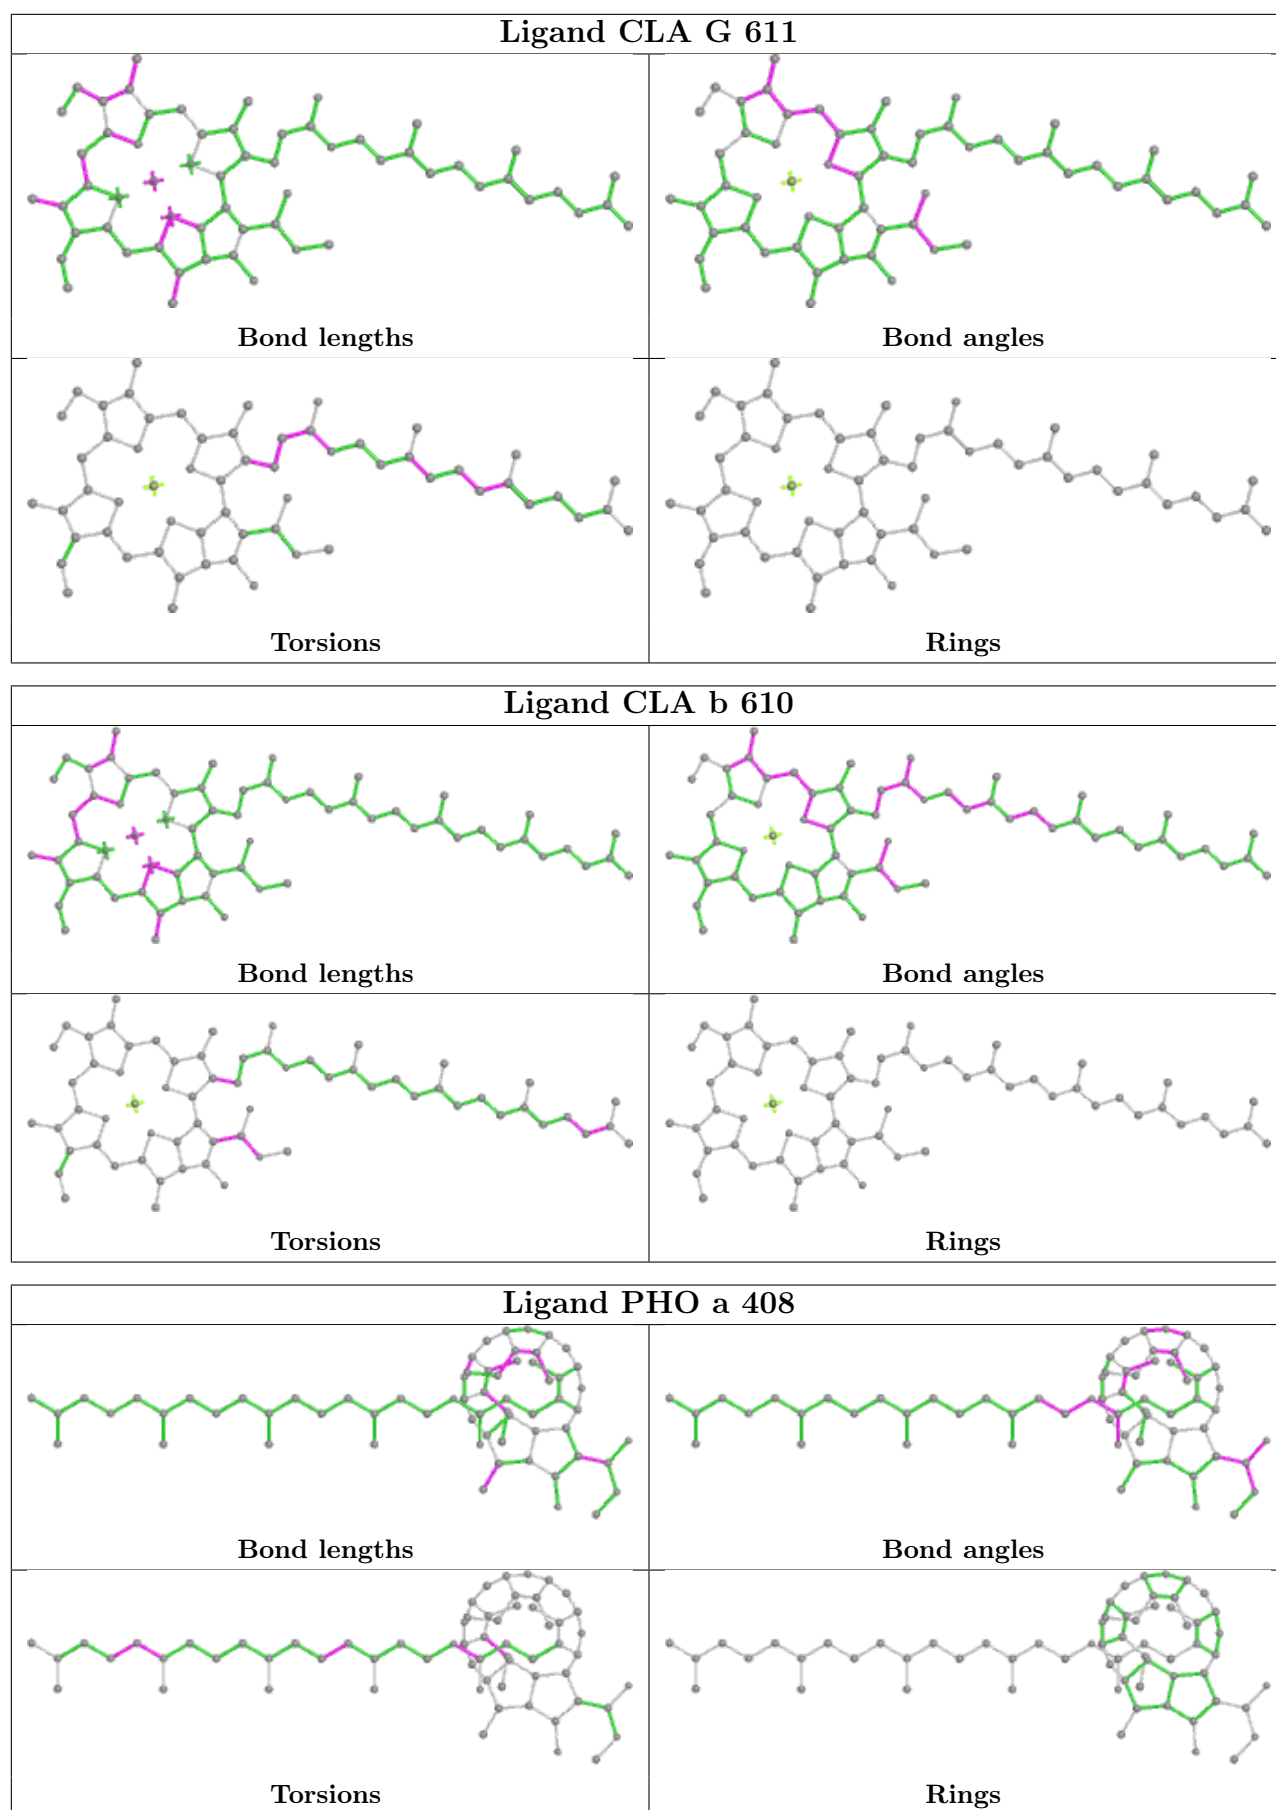 Ligand CLA G 611
Bond lengths
Bond angles
Torsions
Rings
Ligand CLA b 610
Bond lengths
Bond angles
Torsions
Rings
Ligand PHO a 408
Bond lengths
Bond angles
Torsions
Rings